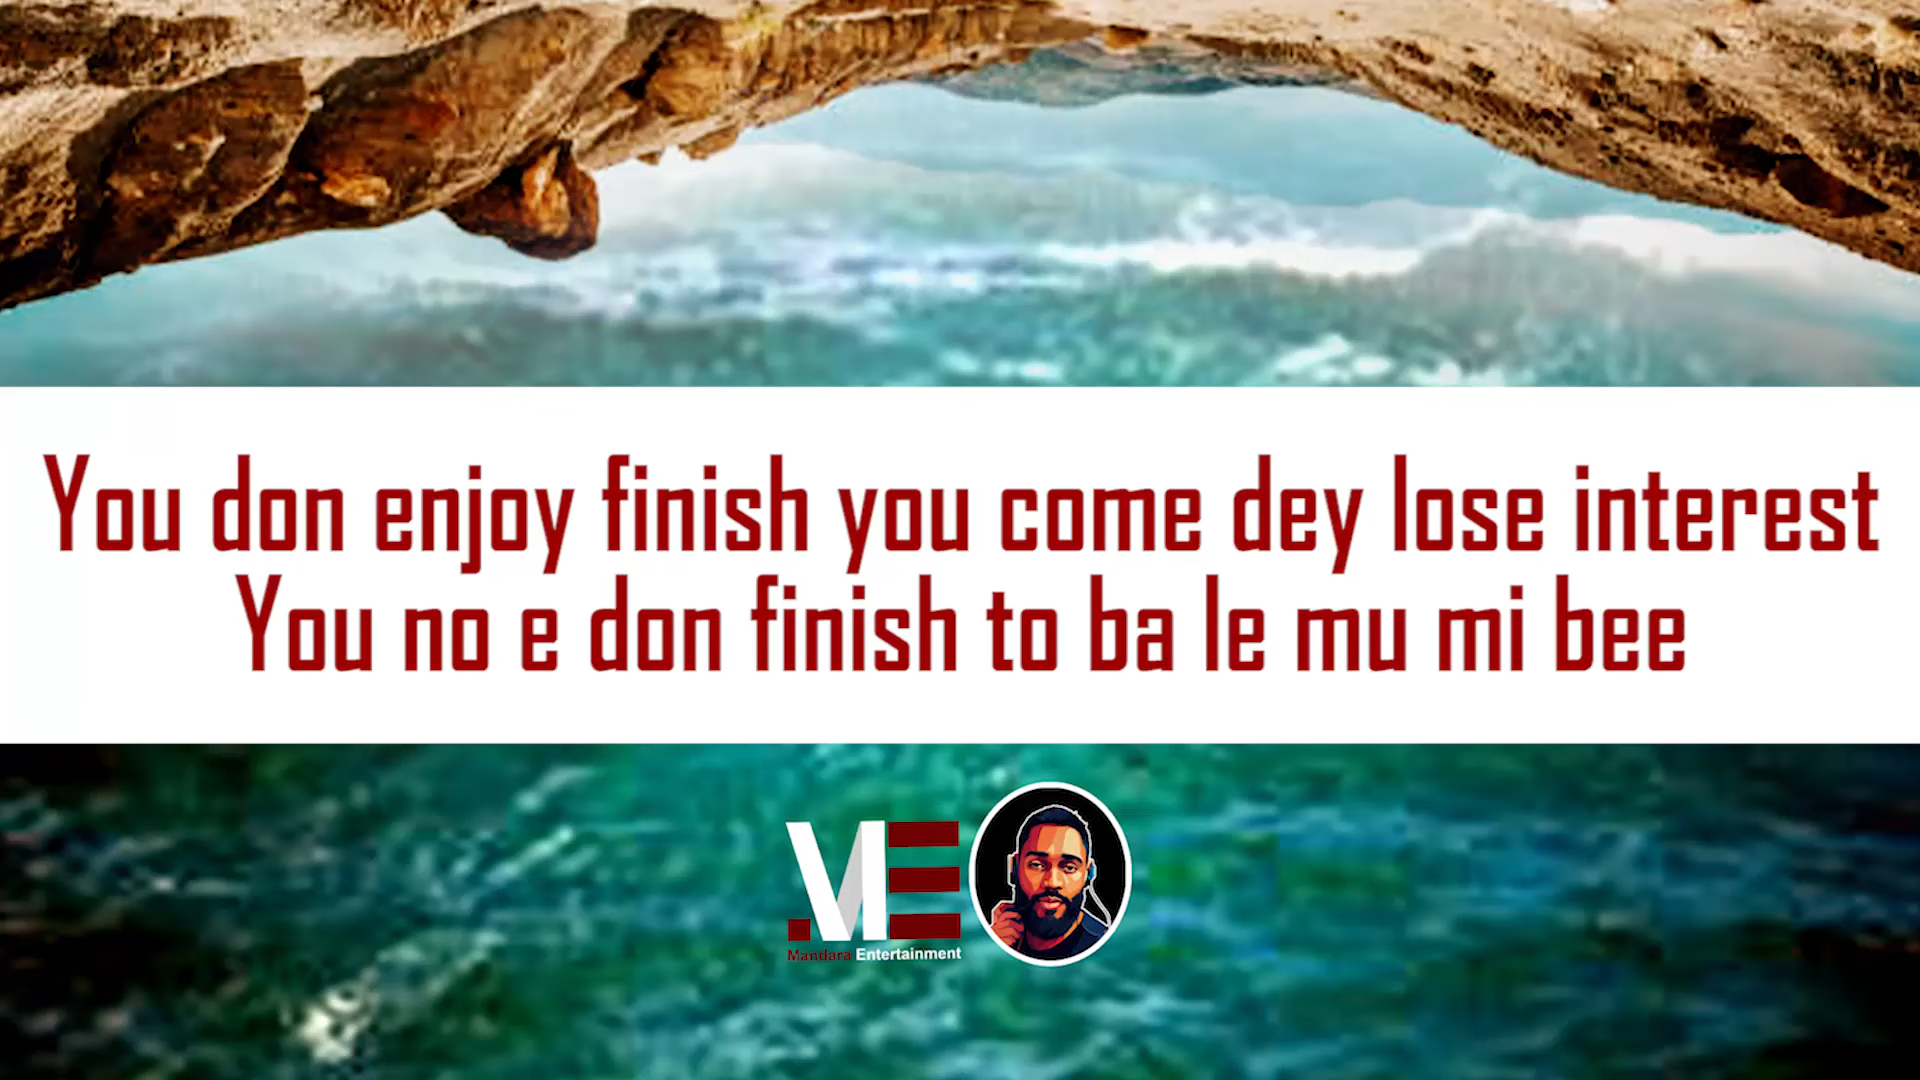 You don enjoy finish you come dey lose interest
You no e don finish to ba le mu mi bee
ME
Mandara Entertainment